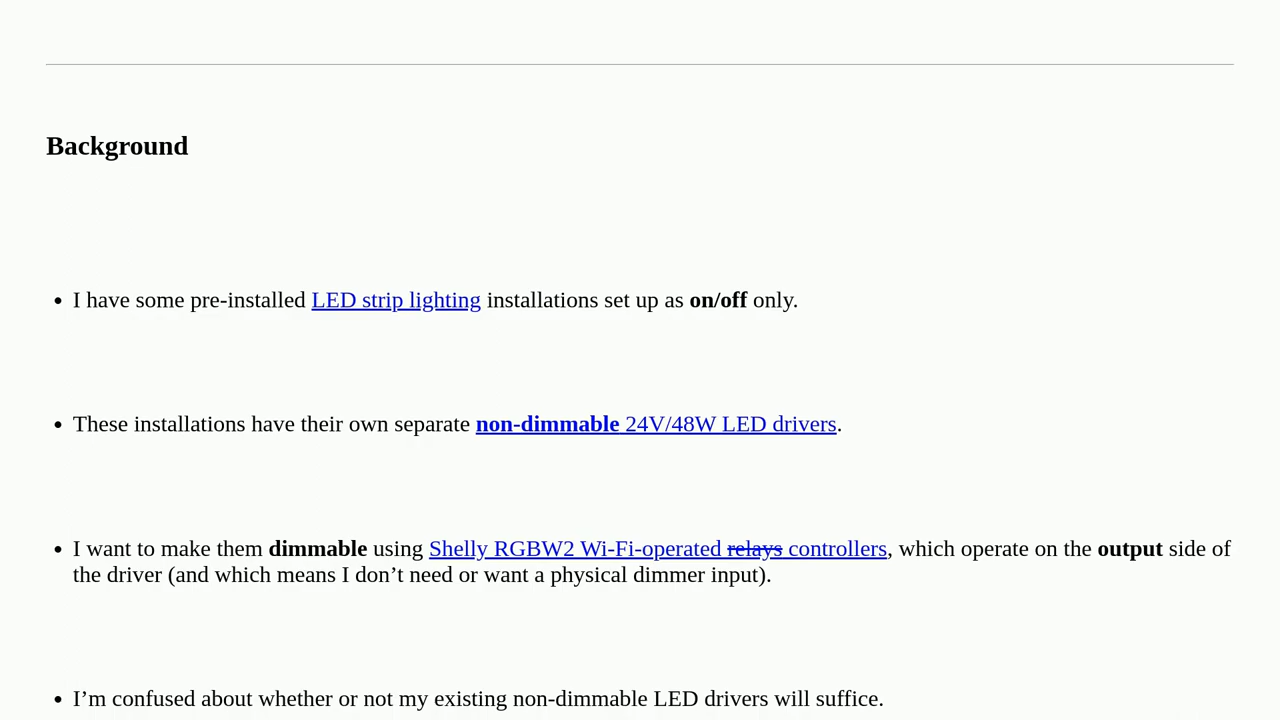 Background
• I have some pre-installed LED strip lighting installations set up as on/off only.
• These installations have their own separate non-dimmable 24V/48W LED drivers.
• I want to make them dimmable using Shelly RGBW2 Wi-Fi-operated relays controllers, which operate on the output side of
the driver (and which means I don’t need or want a physical dimmer input).
• I’m confused about whether or not my existing non-dimmable LED drivers will suffice.